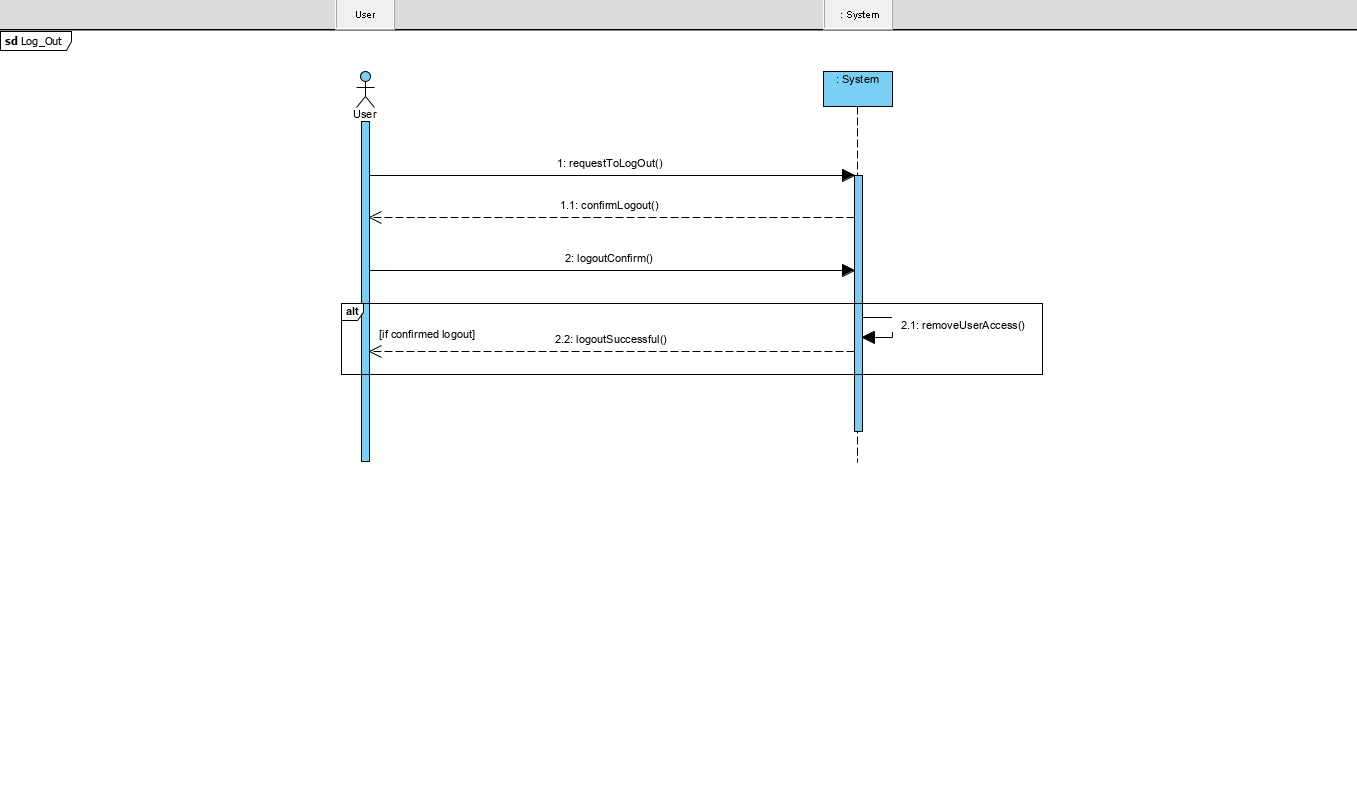 User
: System
sd Log_Out
: System
User
1: requestToLogOut()
1.1: confirmLogout()
2: logoutConfirm()
alt
2.1: removeUserAccess()
[if confirmed logout]
2.2: logoutSuccessful()